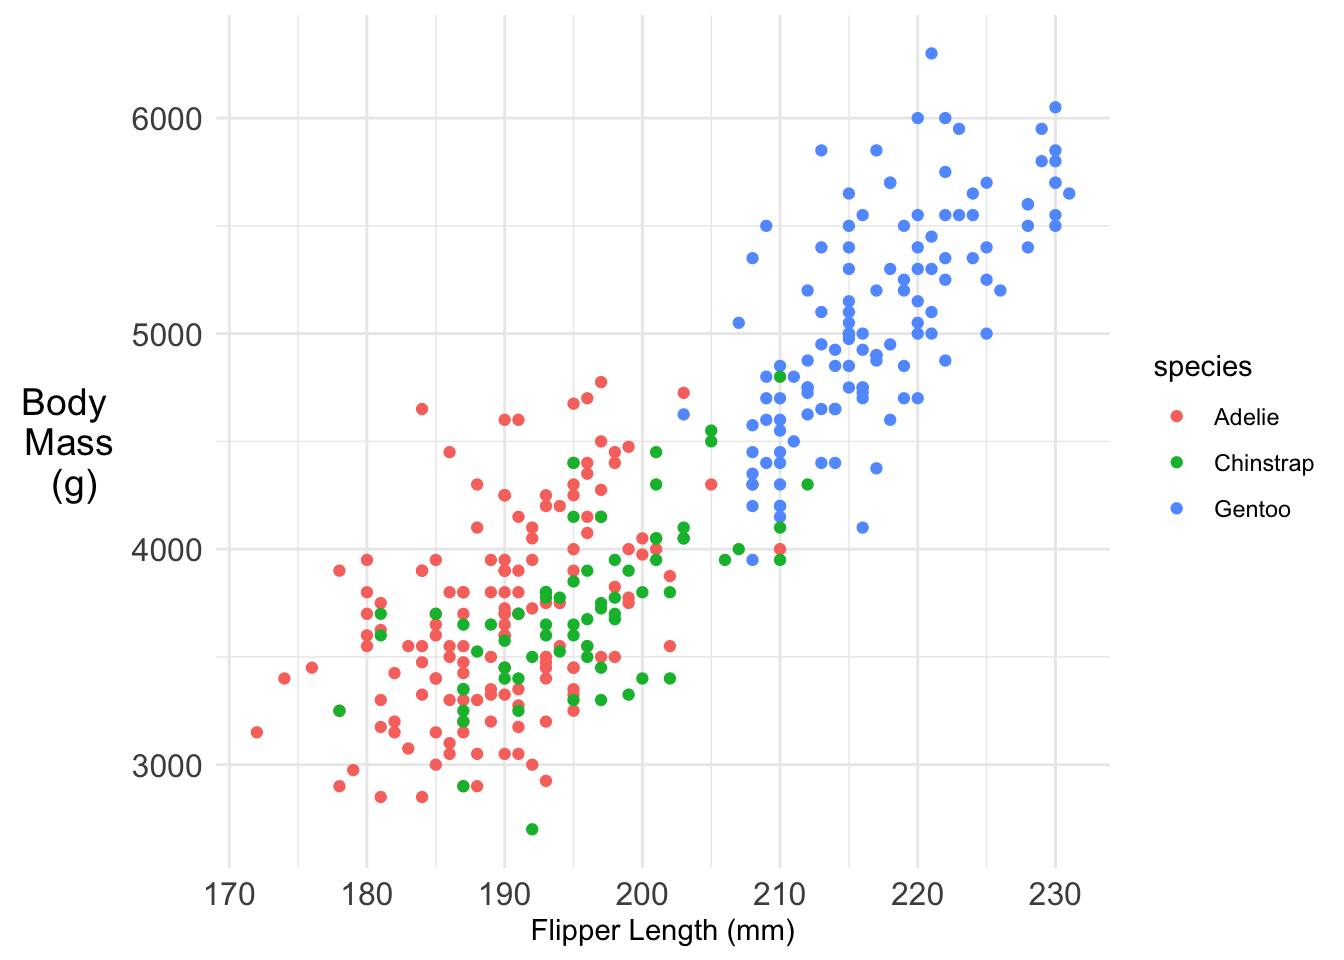 6000
5000
4000
3000
Body
Mass
(g)
170 180 190 200 210 220 230
Flipper Length (mm)
species
Adelie
Chinstrap
Gentoo